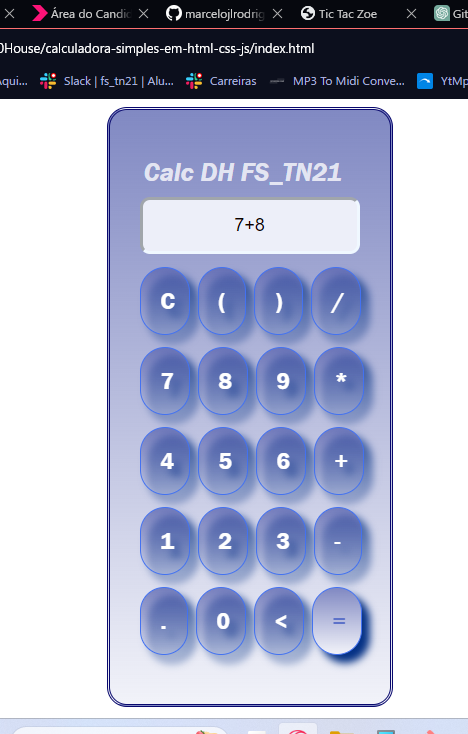 Área do Candid
marcelojlrodrig
Tic Tac Zoe
Git
0House/calculadora-simples-em-html-css-js/index.html
qui...
Slack | fs_tn21 | Alu...
Carreiras
MP3 To Midi Conve...
YtMp
Calc DH FS_TN21
7+8
C ( ) /
7 8 9 *
4 5 6 +
1 2 3 -
. 0 < =